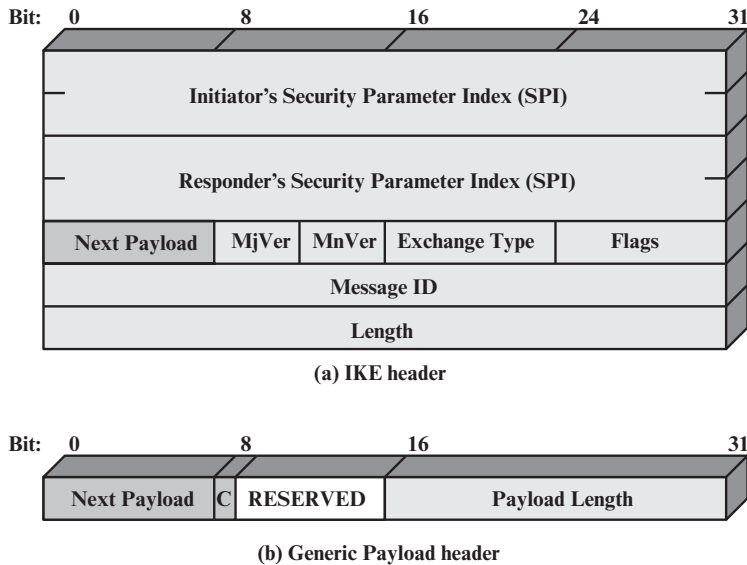 Bit: 0 8 16 24 31
Initiator's Security Parameter Index (SPI)
Responder's Security Parameter Index (SPI)
Next Payload MjVer MnVer Exchange Type Flags
Message ID
Length
(a) IKE header
Bit: 0 8 16 31
Next Payload C RESERVED Payload Length
(b) Generic Payload header